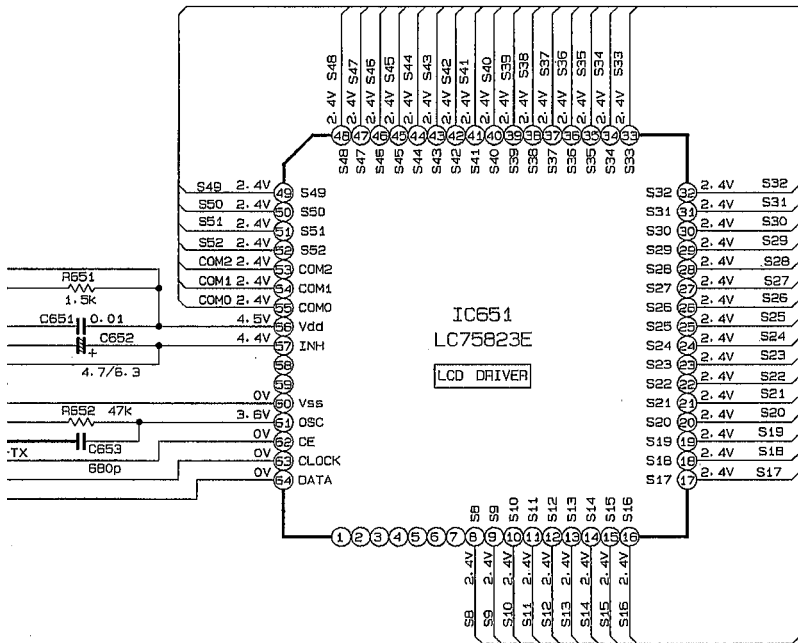 S48 S47 S46 S45 S44 S43 S42 S41 S40 S39 S38 S37 S36 S35 S34 S33
2.4V 2.4V 2.4V 2.4V 2.4V 2.4V 2.4V 2.4V 2.4V 2.4V 2.4V 2.4V 2.4V 2.4V 2.4V 2.4V
48 47 46 45 44 43 42 41 40 39 38 37 36 35 34 33
S48 S47 S46 S45 S44 S43 S42 S41 S40 S39 S38 S37 S36 S35 S34 S33
S49 2.4V 49 S49
S50 2.4V 50 S50
S51 2.4V 51 S51
S52 2.4V 52 S52
COM2 2.4V 53 COM2
COM1 2.4V 54 COM1
COM0 2.4V 55 COM0
4.5V 56 Vdd
4.4V 57 INH
58
59
0V 60 Vss
3.6V 61 OSC
0V 62 CE
0V 63 CLOCK
0V 64 DATA
R651
1.5k
C651 0.01
C652
+
4.7/6.3
R652 47k
C653
680p
-TX
IC651
LC75823E
LCD DRIVER
S32 32 2.4V S32
S31 31 2.4V S31
S30 30 2.4V S30
S29 29 2.4V S29
S28 28 2.4V S28
S27 27 2.4V S27
S26 26 2.4V S26
S25 25 2.4V S25
S24 24 2.4V S24
S23 23 2.4V S23
S22 22 2.4V S22
S21 21 2.4V S21
S20 20 2.4V S20
S19 19 2.4V S19
S18 18 2.4V S18
S17 17 2.4V S17
S8 S9 S10 S11 S12 S13 S14 S15 S16
1 2 3 4 5 6 7 8 9 10 11 12 13 14 15 16
2.4V 2.4V 2.4V 2.4V 2.4V 2.4V 2.4V 2.4V 2.4V
S8 S9 S10 S11 S12 S13 S14 S15 S16